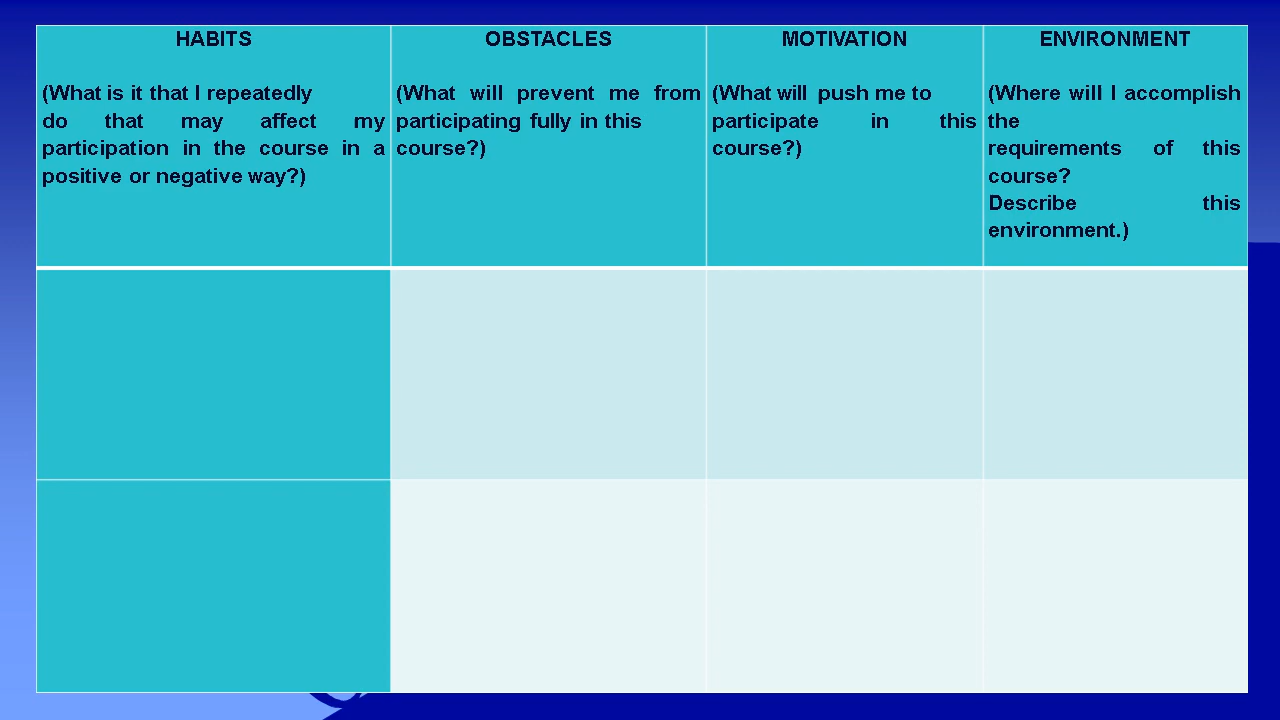 HABITS
(What is it that I repeatedly
do that may affect my
participation in the course in a
positive or negative way?)
OBSTACLES
(What will prevent me from
participating fully in this
course?)
MOTIVATION
(What will push me to
participate in this
course?)
ENVIRONMENT
(Where will I accomplish
the
requirements of this
course?
Describe this
environment.)